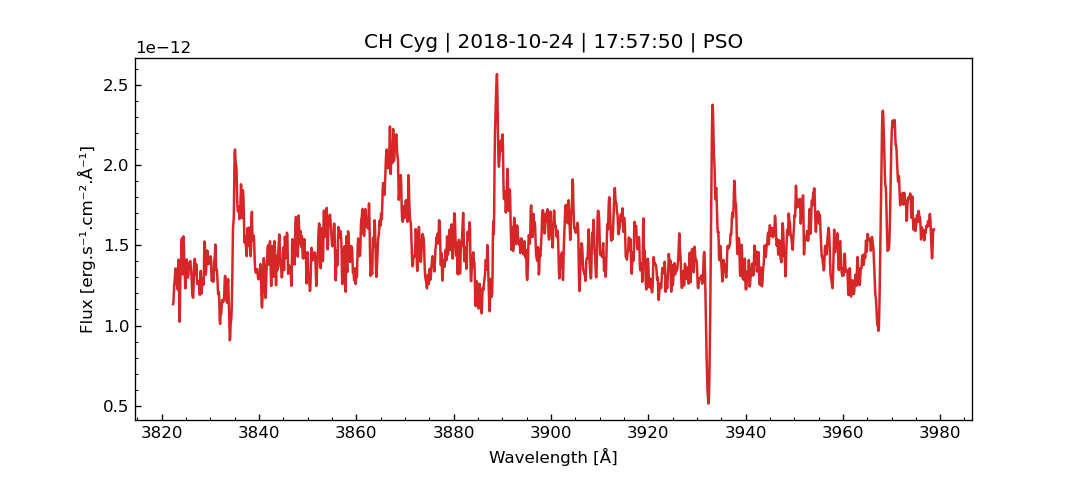 CH Cyg | 2018-10-24 | 17:57:50 | PSO
1e−12
2.5
2.0
1.5
1.0
0.5
Flux [erg.s⁻¹.cm⁻².Å⁻¹]
3820 3840 3860 3880 3900 3920 3940 3960 3980
Wavelength [Å]